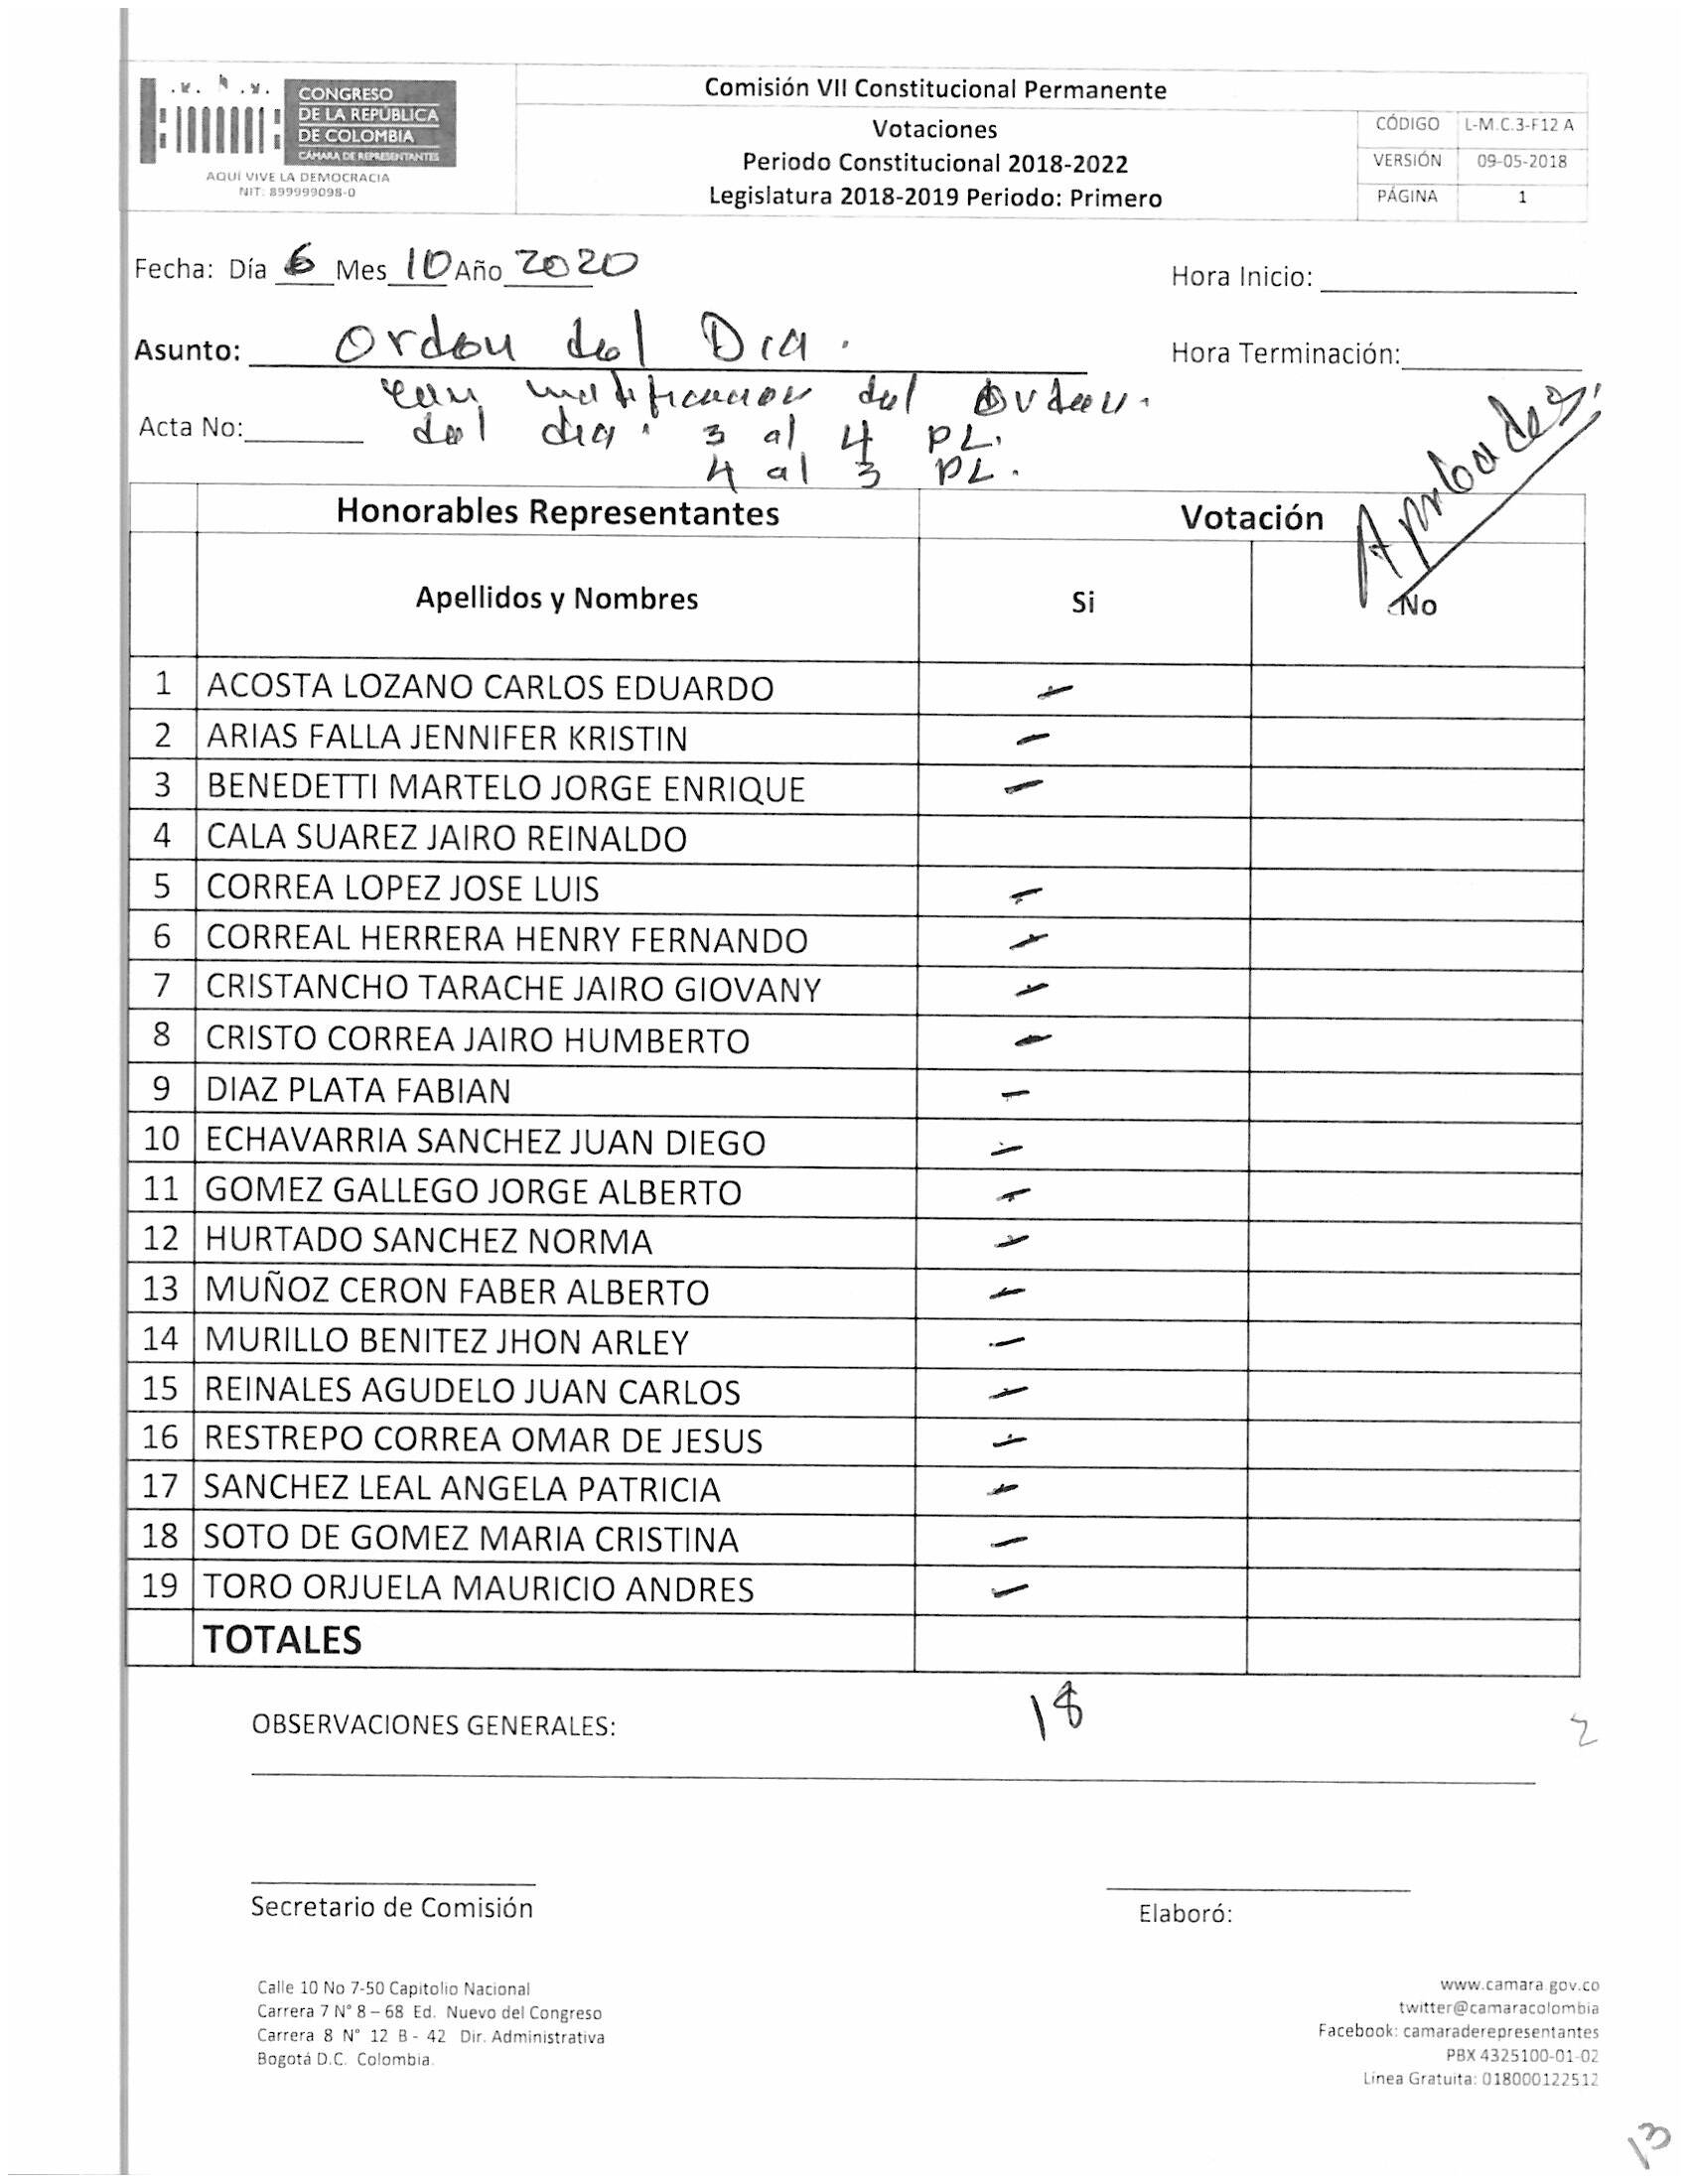 CONGRESO
DE LA REPÚBLICA
DE COLOMBIA
CÁMARA DE REPRESENTANTES
AQUÍ VIVE LA DEMOCRACIA
NIT: 899999098-0
Comisión VII Constitucional Permanente
Votaciones
Periodo Constitucional 2018-2022
Legislatura 2018-2019 Periodo: Primero
CÓDIGO L-M.C.3-F12 A
VERSIÓN 09-05-2018
PÁGINA 1
Fecha: Día 6 Mes 10 Año 2020
Hora Inicio:
Asunto: Orden del Dia.
Hora Terminación:
con modificacion del Orden.
Acta No: del dia. 3 al 4 PL.
4 al 3 PL.
Honorables Representantes Votación
Apellidos y Nombres Si No
1 ACOSTA LOZANO CARLOS EDUARDO
2 ARIAS FALLA JENNIFER KRISTIN
3 BENEDETTI MARTELO JORGE ENRIQUE
4 CALA SUAREZ JAIRO REINALDO
5 CORREA LOPEZ JOSE LUIS
6 CORREAL HERRERA HENRY FERNANDO
7 CRISTANCHO TARACHE JAIRO GIOVANY
8 CRISTO CORREA JAIRO HUMBERTO
9 DIAZ PLATA FABIAN
10 ECHAVARRIA SANCHEZ JUAN DIEGO
11 GOMEZ GALLEGO JORGE ALBERTO
12 HURTADO SANCHEZ NORMA
13 MUÑOZ CERON FABER ALBERTO
14 MURILLO BENITEZ JHON ARLEY
15 REINALES AGUDELO JUAN CARLOS
16 RESTREPO CORREA OMAR DE JESUS
17 SANCHEZ LEAL ANGELA PATRICIA
18 SOTO DE GOMEZ MARIA CRISTINA
19 TORO ORJUELA MAURICIO ANDRES
TOTALES
18
OBSERVACIONES GENERALES:
2
Secretario de Comisión
Elaboró:
Calle 10 No 7-50 Capitolio Nacional
Carrera 7 N° 8 – 68 Ed. Nuevo del Congreso
Carrera 8 N° 12 B - 42 Dir. Administrativa
Bogotá D.C. Colombia.
www.camara.gov.co
twitter@camaracolombia
Facebook: camaraderepresentantes
PBX 4325100-01-02
Linea Gratuita: 018000122512
13